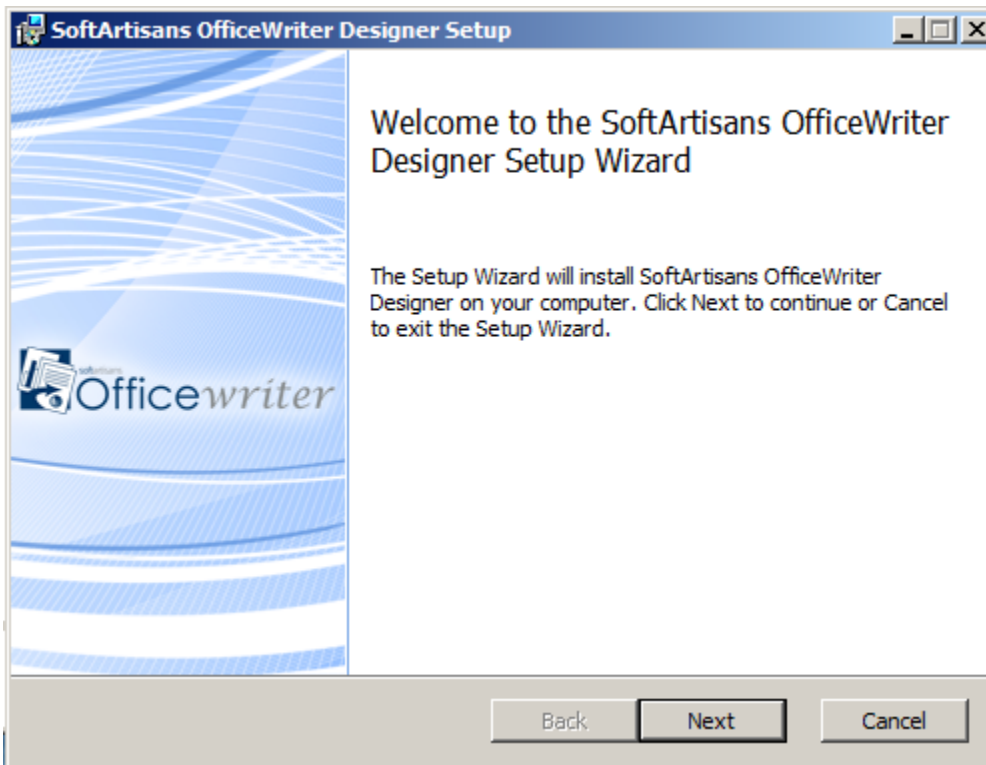 SoftArtisans OfficeWriter Designer Setup
Welcome to the SoftArtisans OfficeWriter
Designer Setup Wizard
The Setup Wizard will install SoftArtisans OfficeWriter
Designer on your computer. Click Next to continue or Cancel
to exit the Setup Wizard.
softartisans
Officewriter
Back
Next
Cancel